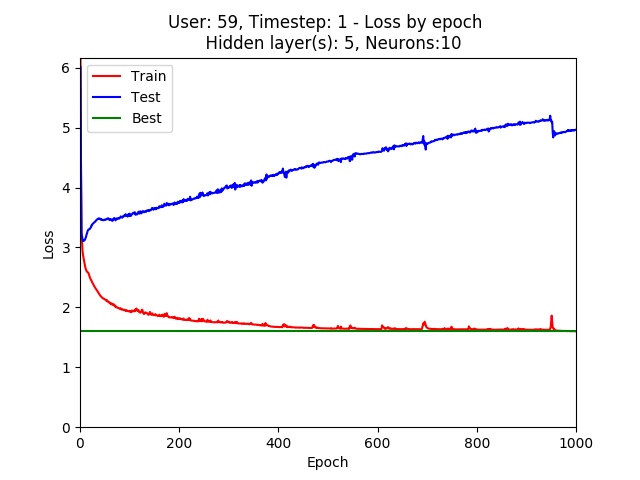 User: 59, Timestep: 1 - Loss by epoch
Hidden layer(s): 5, Neurons:10
Train
Test
Best
6
5
4
3
2
1
0
Loss
0 200 400 600 800 1000
Epoch